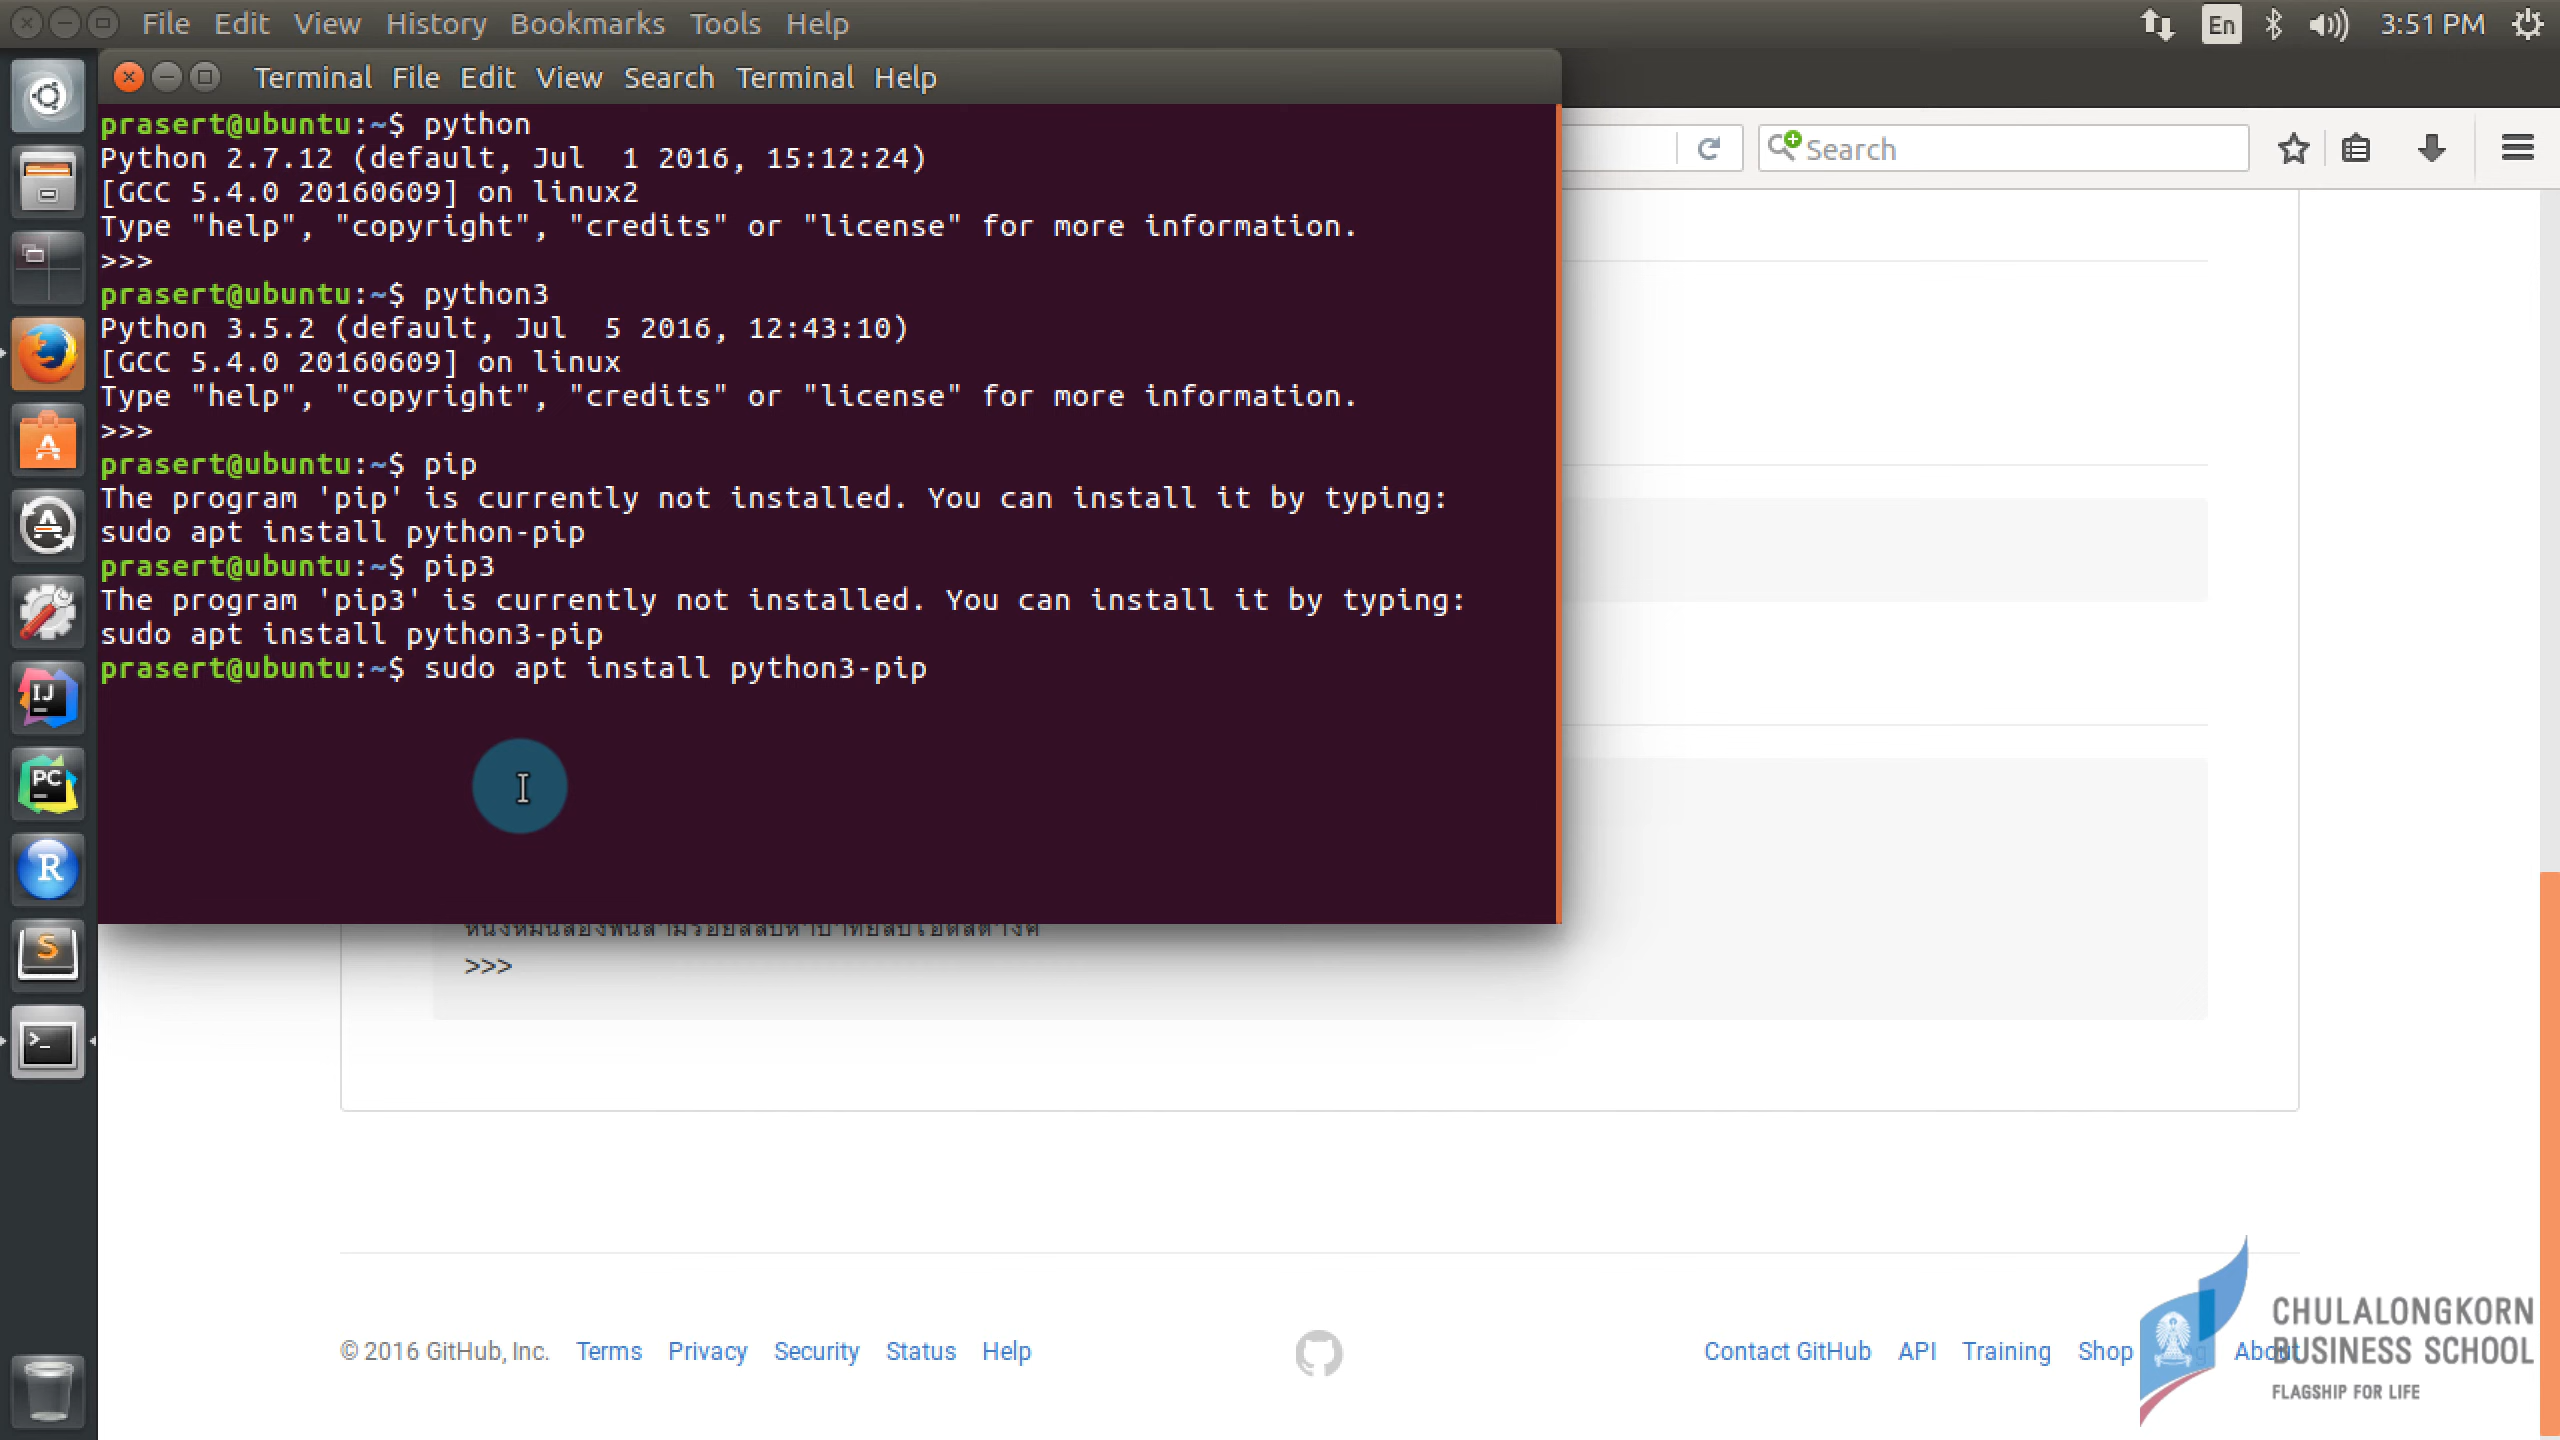 File Edit View History Bookmarks Tools Help
En
3:51 PM
Terminal File Edit View Search Terminal Help
Search
prasert@ubuntu:~$ python
Python 2.7.12 (default, Jul  1 2016, 15:12:24)
[GCC 5.4.0 20160609] on linux2
Type "help", "copyright", "credits" or "license" for more information.
>>>
prasert@ubuntu:~$ python3
Python 3.5.2 (default, Jul  5 2016, 12:43:10)
[GCC 5.4.0 20160609] on linux
Type "help", "copyright", "credits" or "license" for more information.
>>>
prasert@ubuntu:~$ pip
The program 'pip' is currently not installed. You can install it by typing:
sudo apt install python-pip
prasert@ubuntu:~$ pip3
The program 'pip3' is currently not installed. You can install it by typing:
sudo apt install python3-pip
prasert@ubuntu:~$ sudo apt install python3-pip
IJ
PC
R
S
>_
>>>
© 2016 GitHub, Inc. Terms Privacy Security Status Help
Contact GitHub API Training Shop About
CHULALONGKORN
BUSINESS SCHOOL
FLAGSHIP FOR LIFE